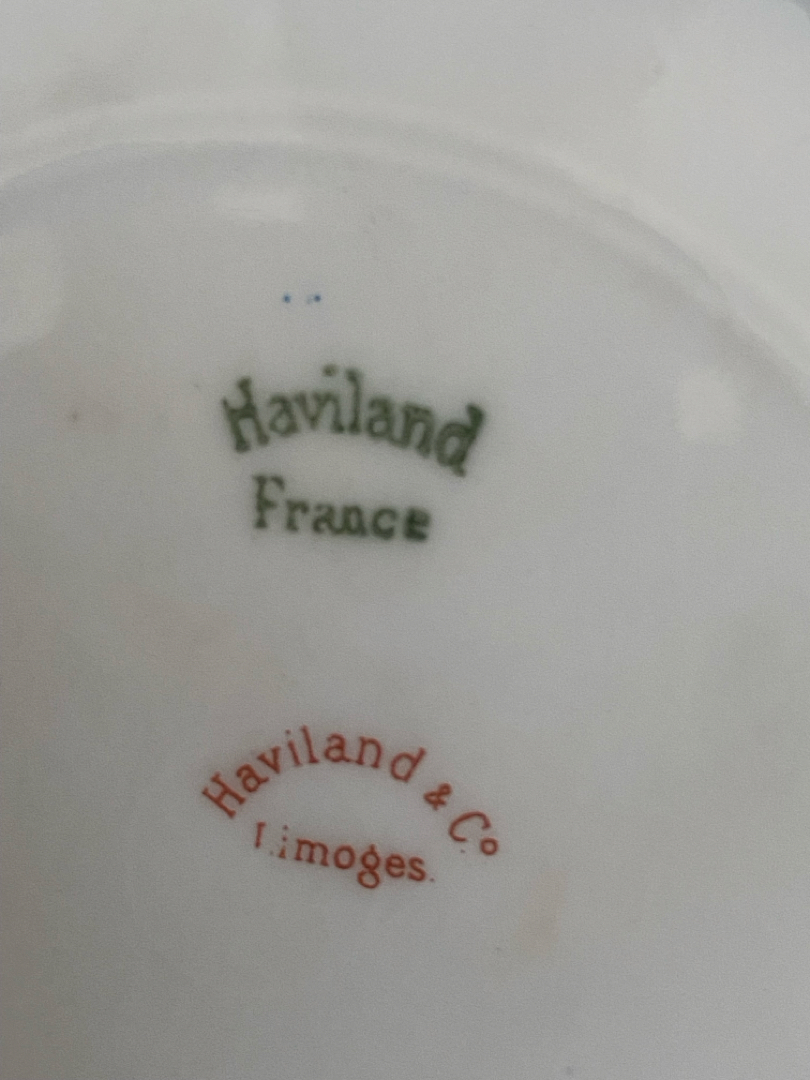 Haviland
France
Haviland & Co
Limoges.